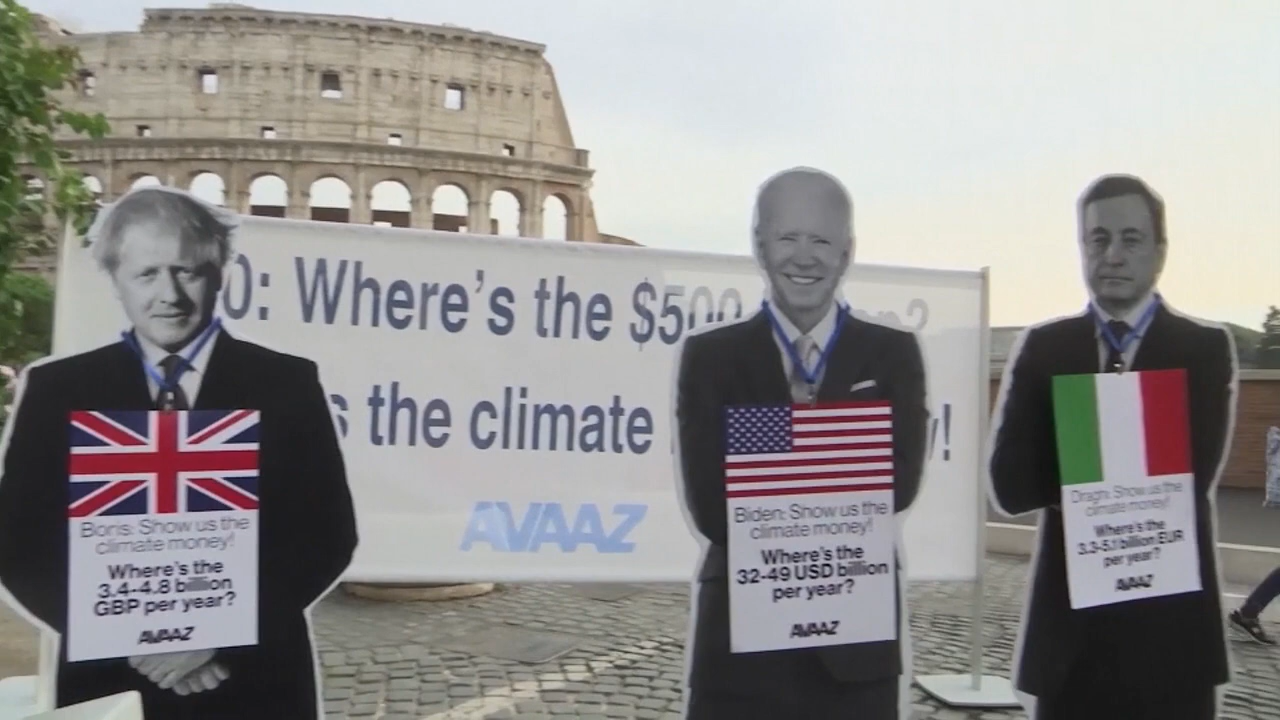 0: Where's the $500
the climate
!
AVAAZ
Boris: Show us the
climate money!
Where's the
3.4-4.8 billion
GBP per year?
AVAAZ
Biden: Show us the
climate money!
Where's the
32-49 USD billion
per year?
AVAAZ
Draghi: Show us the
climate money!
Where's the
3.3-5.1 billion EUR
per year?
AVAAZ